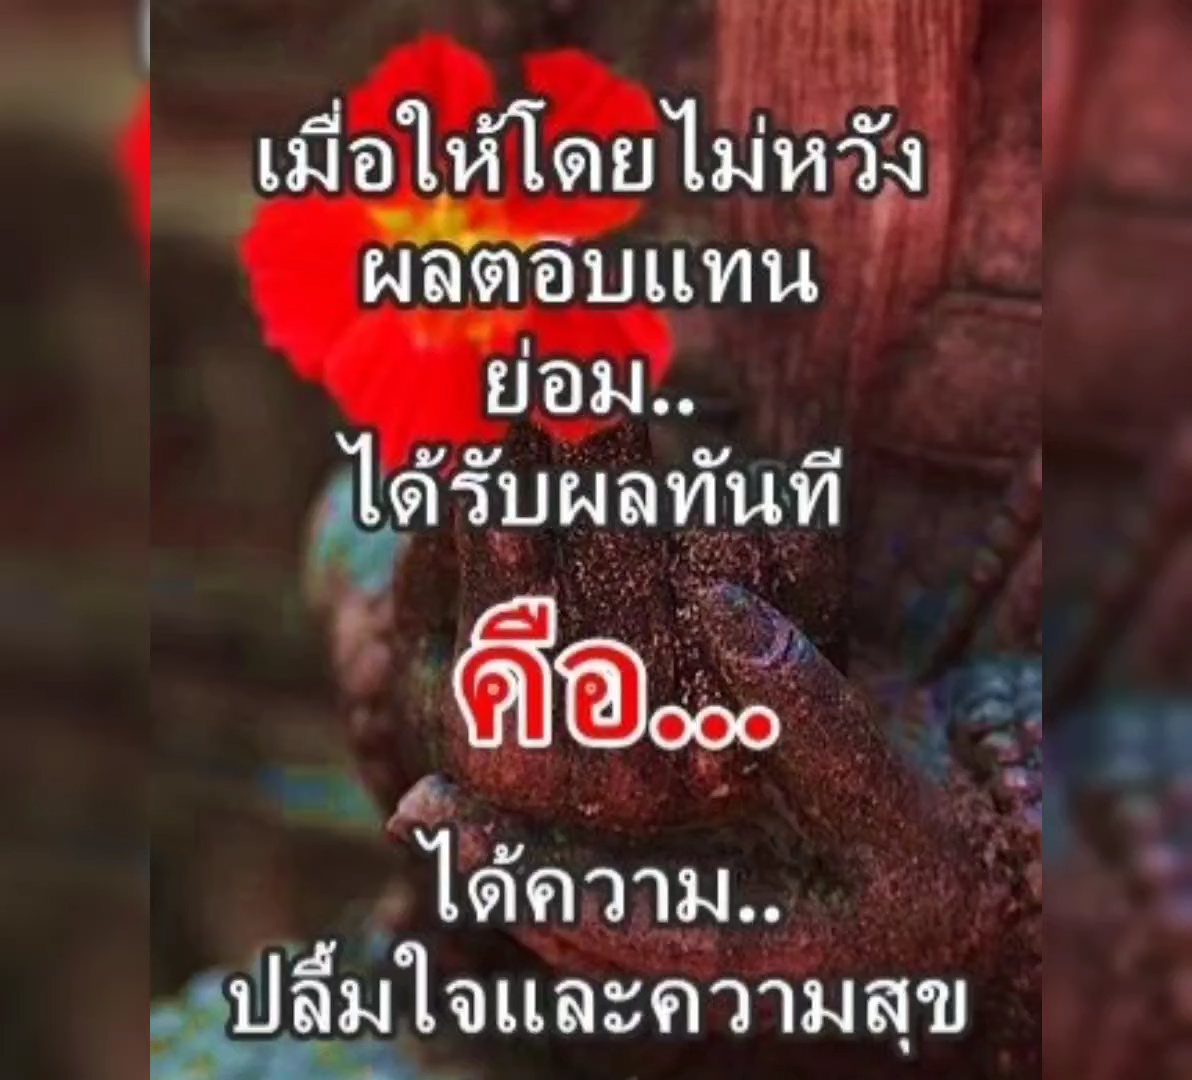 เมื่อให้โดยไม่หวัง
ผลตอบแทน
ย่อม..
ได้รับผลทันที
คือ...
ได้ความ..
ปลื้มใจและความสุข